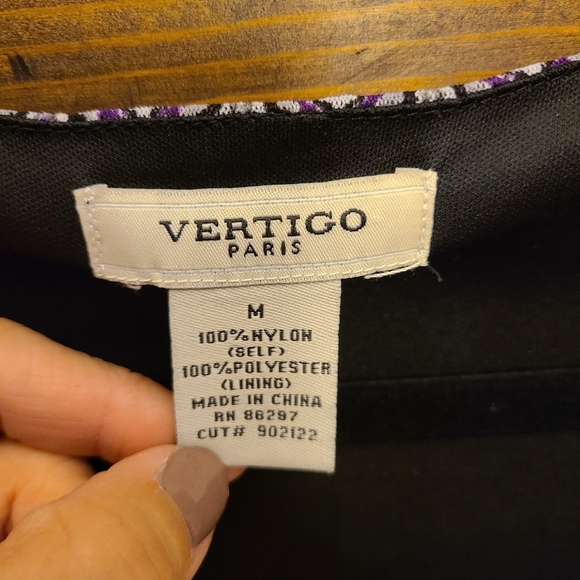 VERTIGO
PARIS
M
100%NYLON
(SELF)
100%POLYESTER
(LINING)
MADE IN CHINA
RN 86297
CUT# 902122